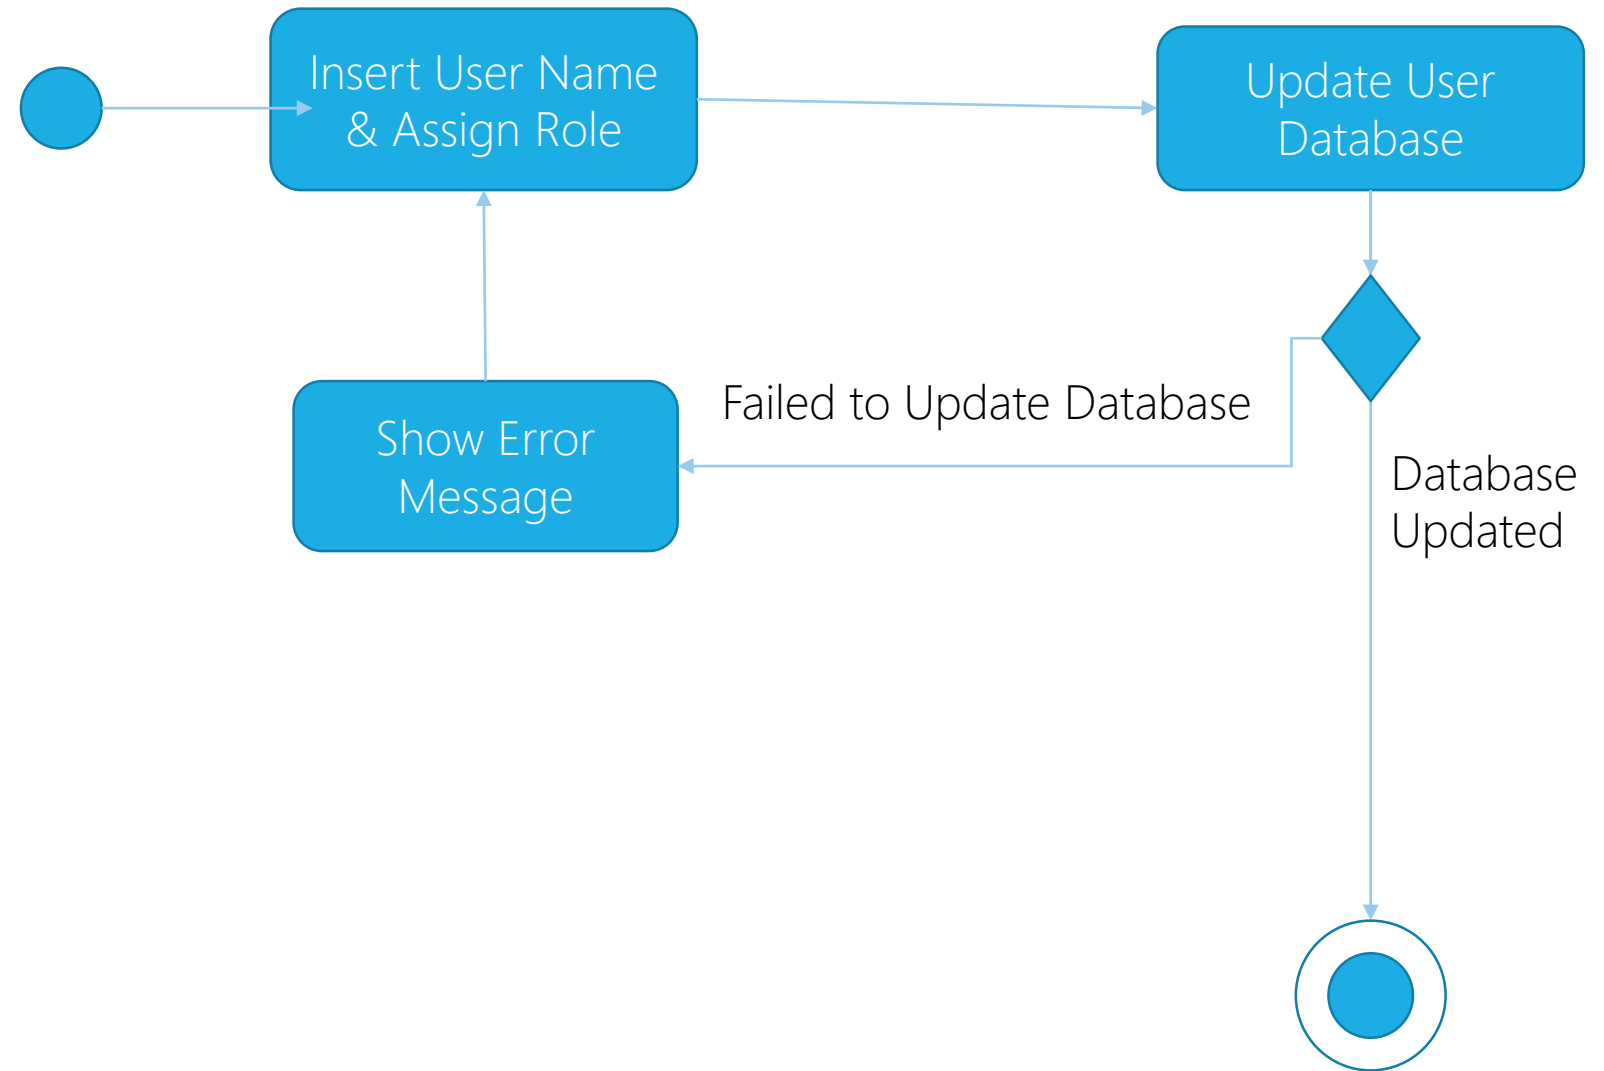 Insert User Name
& Assign Role
Update User
Database
Failed to Update Database
Show Error
Message
Database
Updated